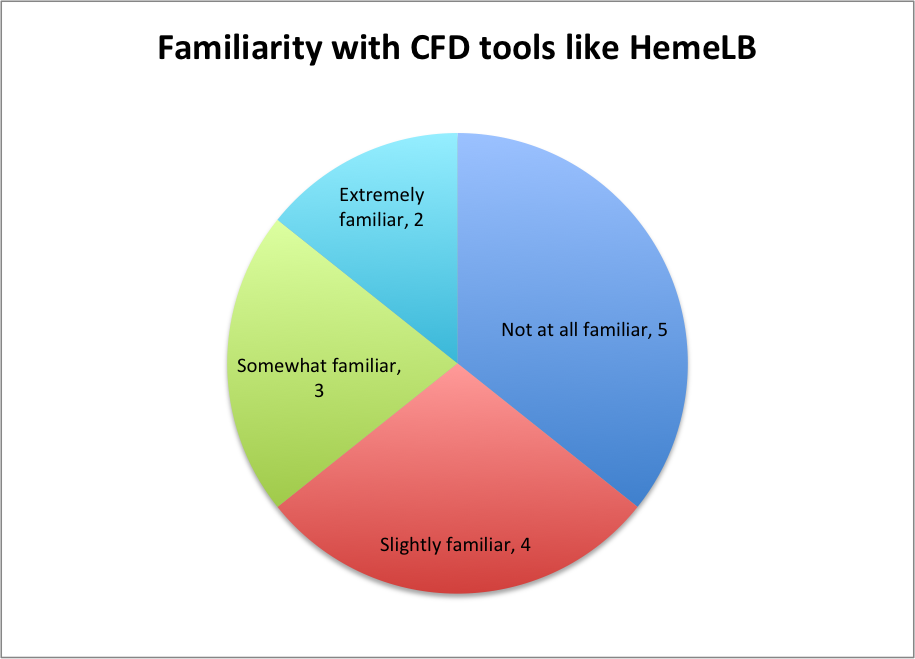 Familiarity with CFD tools like HemeLB
Extremely
familiar, 2
Not at all familiar, 5
Somewhat familiar,
3
Slightly familiar, 4